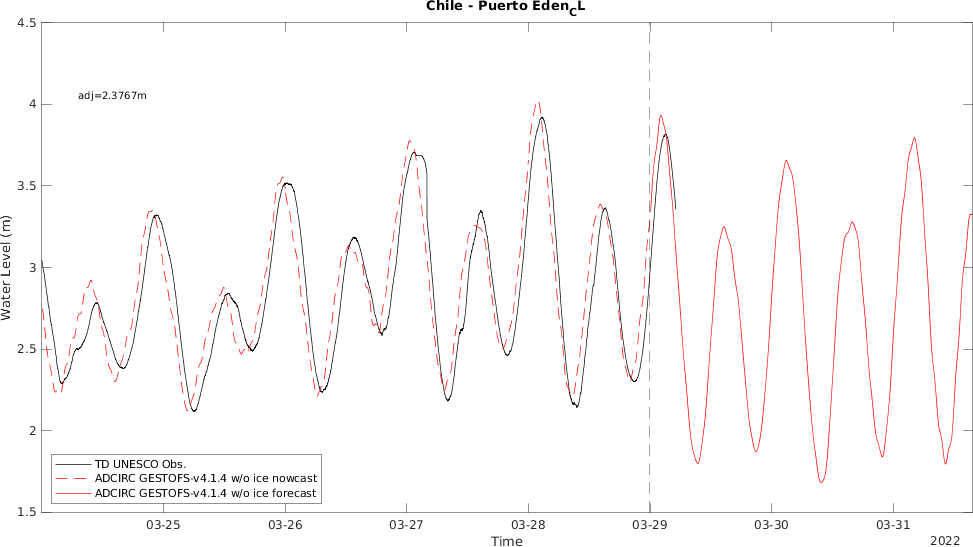 Chile - Puerto Eden_CL
4.5
4
3.5
3
2.5
2
1.5
Water Level (m)
adj=2.3767m
TD UNESCO Obs.
ADCIRC GESTOFS-v4.1.4 w/o ice nowcast
ADCIRC GESTOFS-v4.1.4 w/o ice forecast
03-25 03-26 03-27 03-28 03-29 03-30 03-31
Time
2022